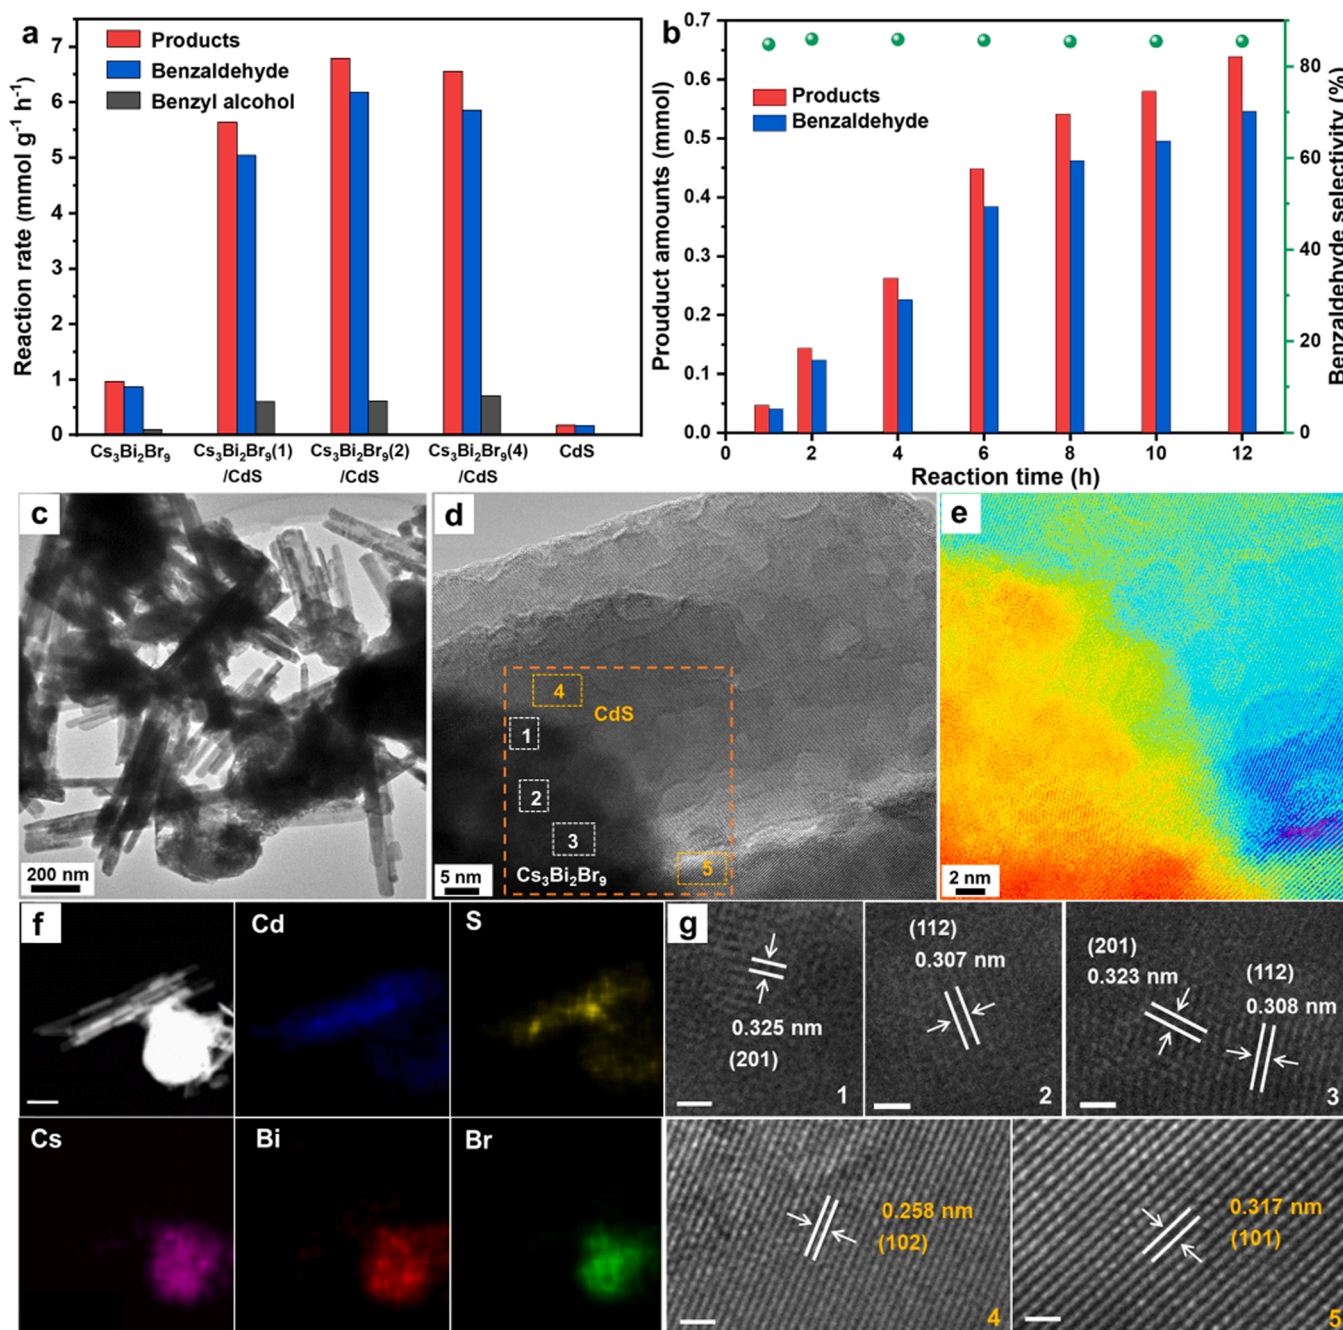 a
Products
Benzaldehyde
Benzyl alcohol
Reaction rate (mmol g⁻¹ h⁻¹)
7
6
5
4
3
2
1
0
Cs₃Bi₂Br₉
Cs₃Bi₂Br₉(1)
/CdS
Cs₃Bi₂Br₉(2)
/CdS
Cs₃Bi₂Br₉(4)
/CdS
CdS
b
Products
Benzaldehyde
Prouduct amounts (mmol)
0.7
0.6
0.5
0.4
0.3
0.2
0.1
0.0
0
2
4
6
8
10
12
Reaction time (h)
80
60
40
20
0
Benzaldehyde selectivity (%)
c
200 nm
d
4
CdS
1
2
3
Cs₃Bi₂Br₉
5
5 nm
e
2 nm
f
Cd
S
Cs
Bi
Br
g
0.325 nm
(201)
1
(112)
0.307 nm
2
(201)
0.323 nm
(112)
0.308 nm
3
0.258 nm
(102)
4
0.317 nm
(101)
5